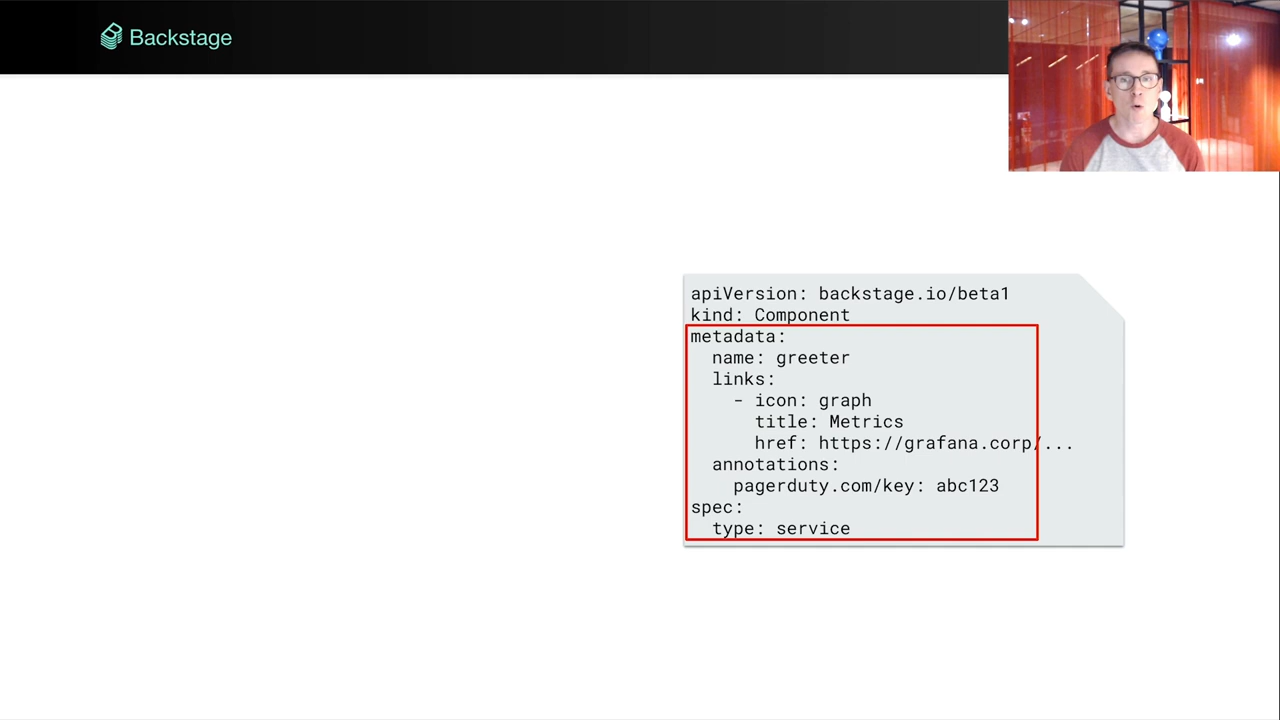 Backstage
apiVersion: backstage.io/beta1
kind: Component
metadata:
  name: greeter
  links:
    - icon: graph
      title: Metrics
      href: https://grafana.corp/...
  annotations:
    pagerduty.com/key: abc123
spec:
  type: service